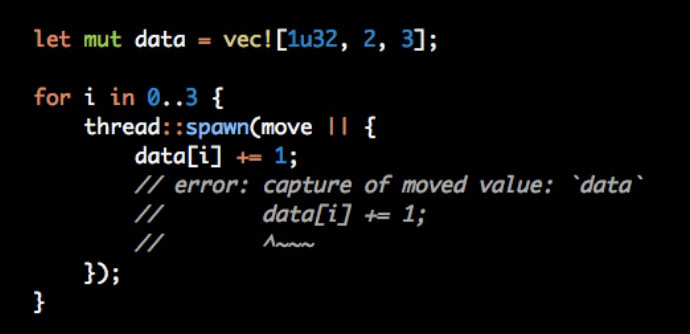 let mut data = vec![1u32, 2, 3];
for i in 0..3 {
thread::spawn(move || {
data[i] += 1;
// error: capture of moved value: `data`
//        data[i] += 1;
//        ^~~~
});
}